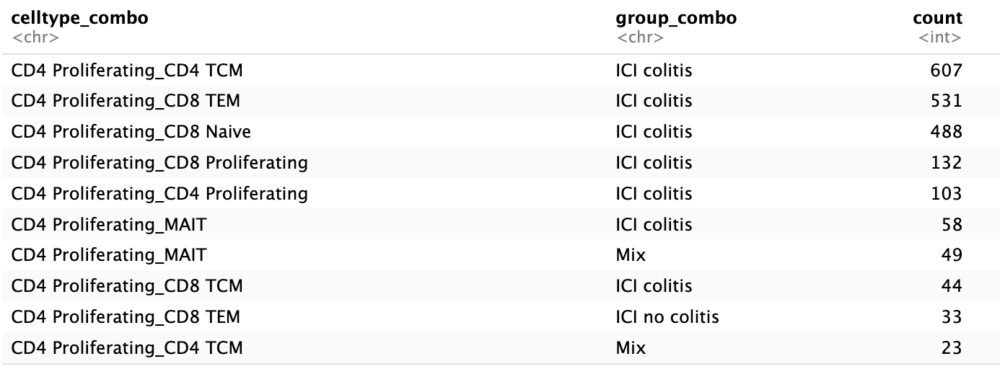 celltype_combo group_combo count
<chr> <chr> <int>
CD4 Proliferating_CD4 TCM ICI colitis 607
CD4 Proliferating_CD8 TEM ICI colitis 531
CD4 Proliferating_CD8 Naive ICI colitis 488
CD4 Proliferating_CD8 Proliferating ICI colitis 132
CD4 Proliferating_CD4 Proliferating ICI colitis 103
CD4 Proliferating_MAIT ICI colitis 58
CD4 Proliferating_MAIT Mix 49
CD4 Proliferating_CD8 TCM ICI colitis 44
CD4 Proliferating_CD8 TEM ICI no colitis 33
CD4 Proliferating_CD4 TCM Mix 23